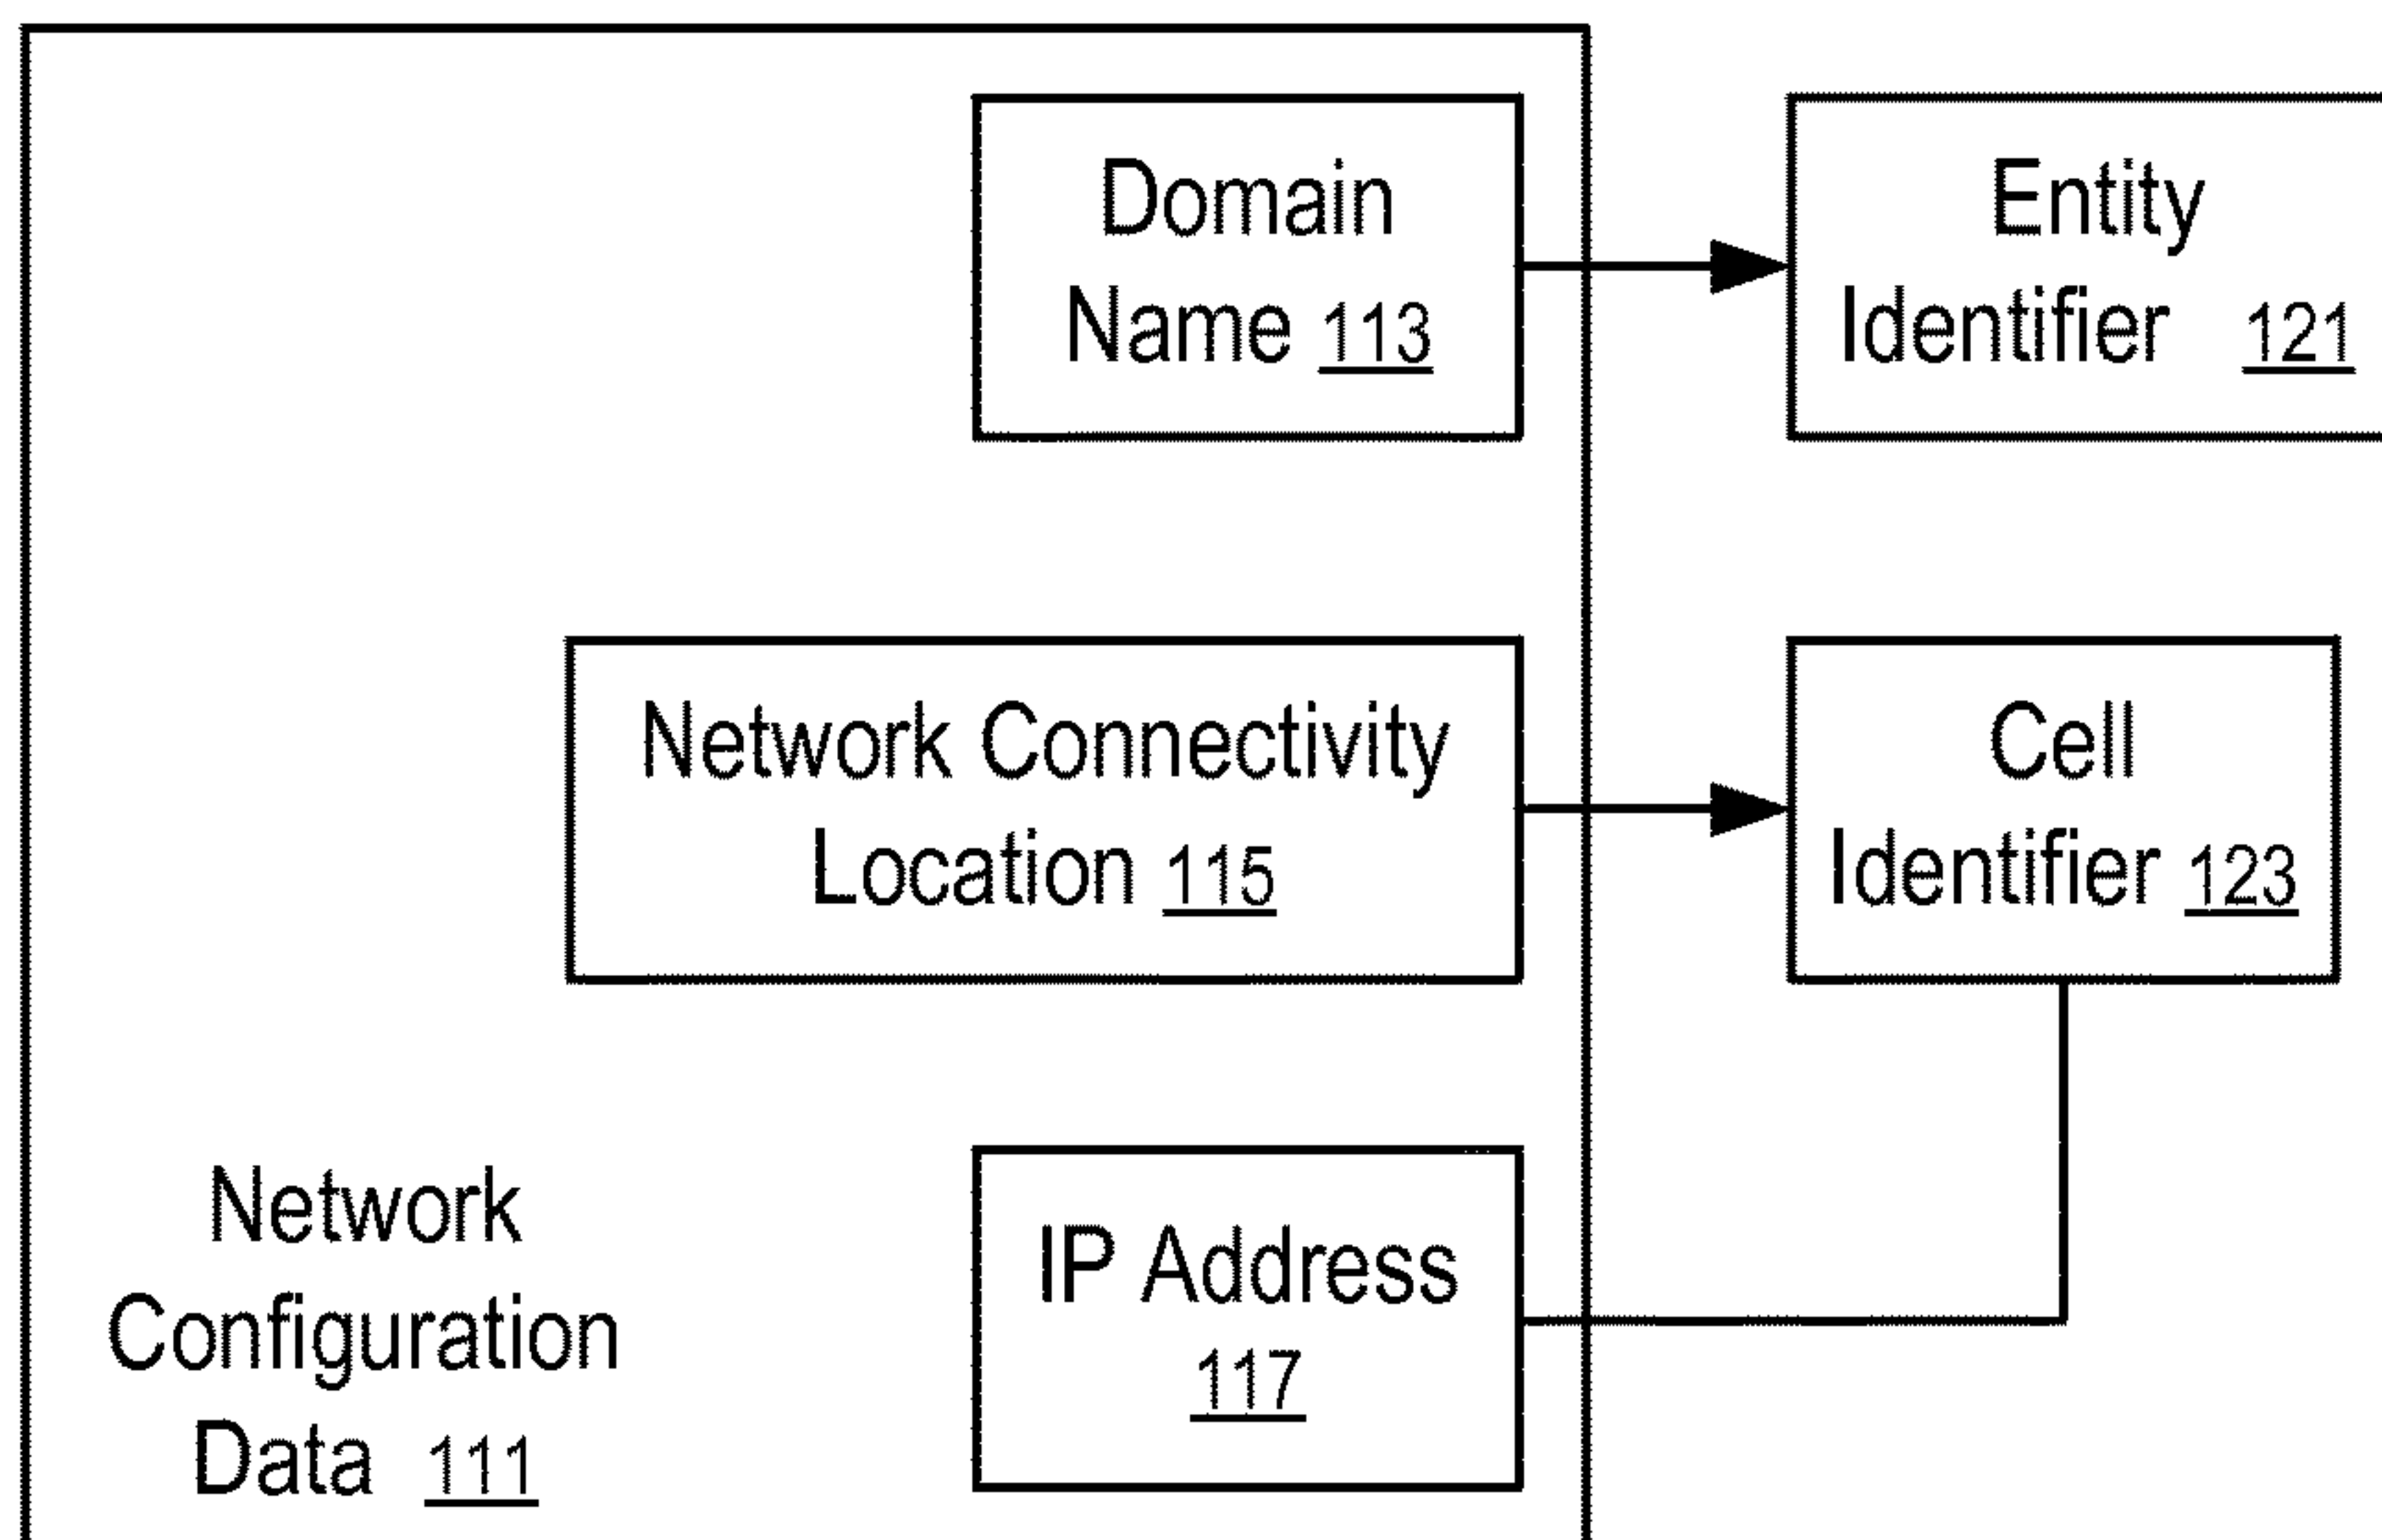 Domain
Name 113
Entity
Identifier 121
Network Connectivity
Location 115
Cell
Identifier 123
IP Address
117
Network
Configuration
Data 111